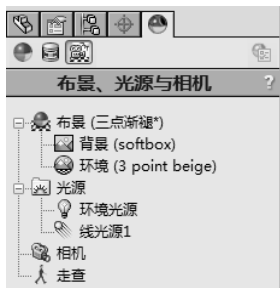 布景、光源与相机 ?
布景 (三点渐褪*)
背景 (softbox)
环境 (3 point beige)
光源
环境光源
线光源1
相机
走查